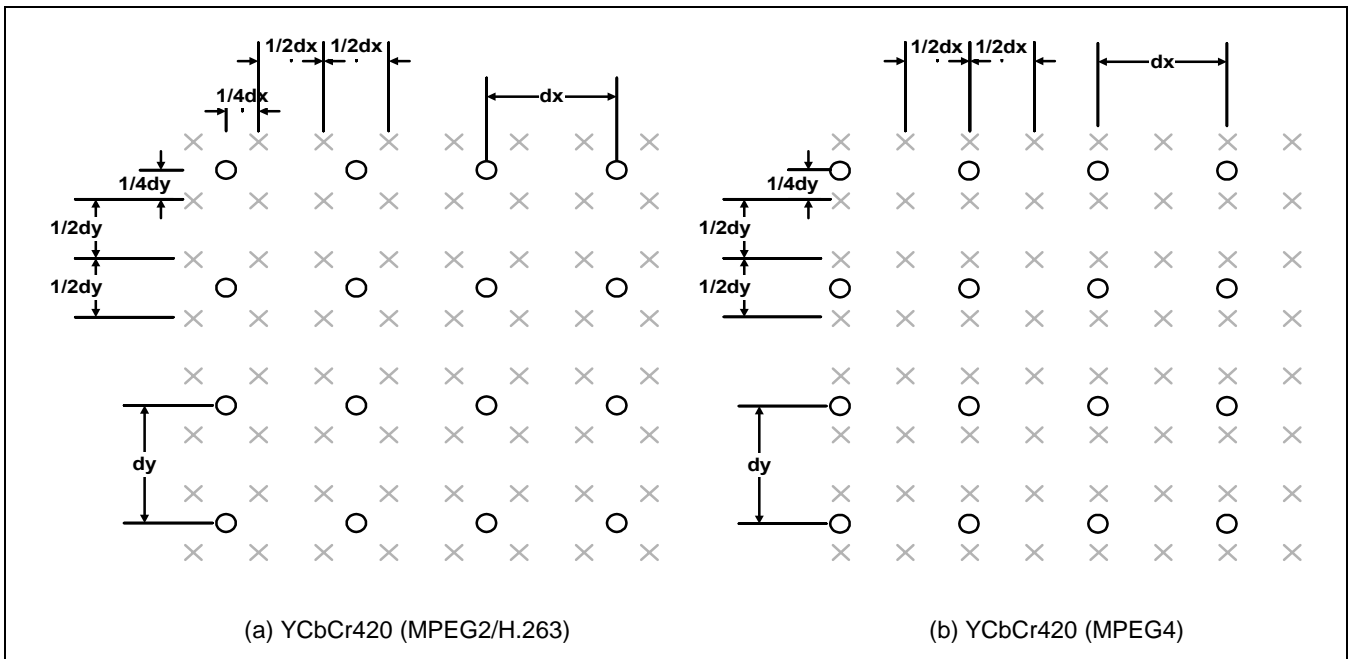 1/2dx 1/2dx
1/4dx
dx
1/4dy
1/2dy
1/2dy
dy
(a) YCbCr420 (MPEG2/H.263)
1/2dx 1/2dx
dx
1/4dy
1/2dy
1/2dy
dy
(b) YCbCr420 (MPEG4)